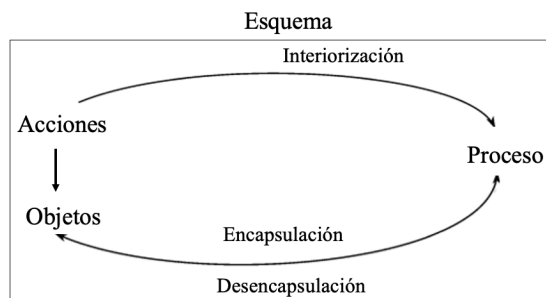 Esquema
Interiorización
Acciones
Proceso
Objetos
Encapsulación
Desencapsulación